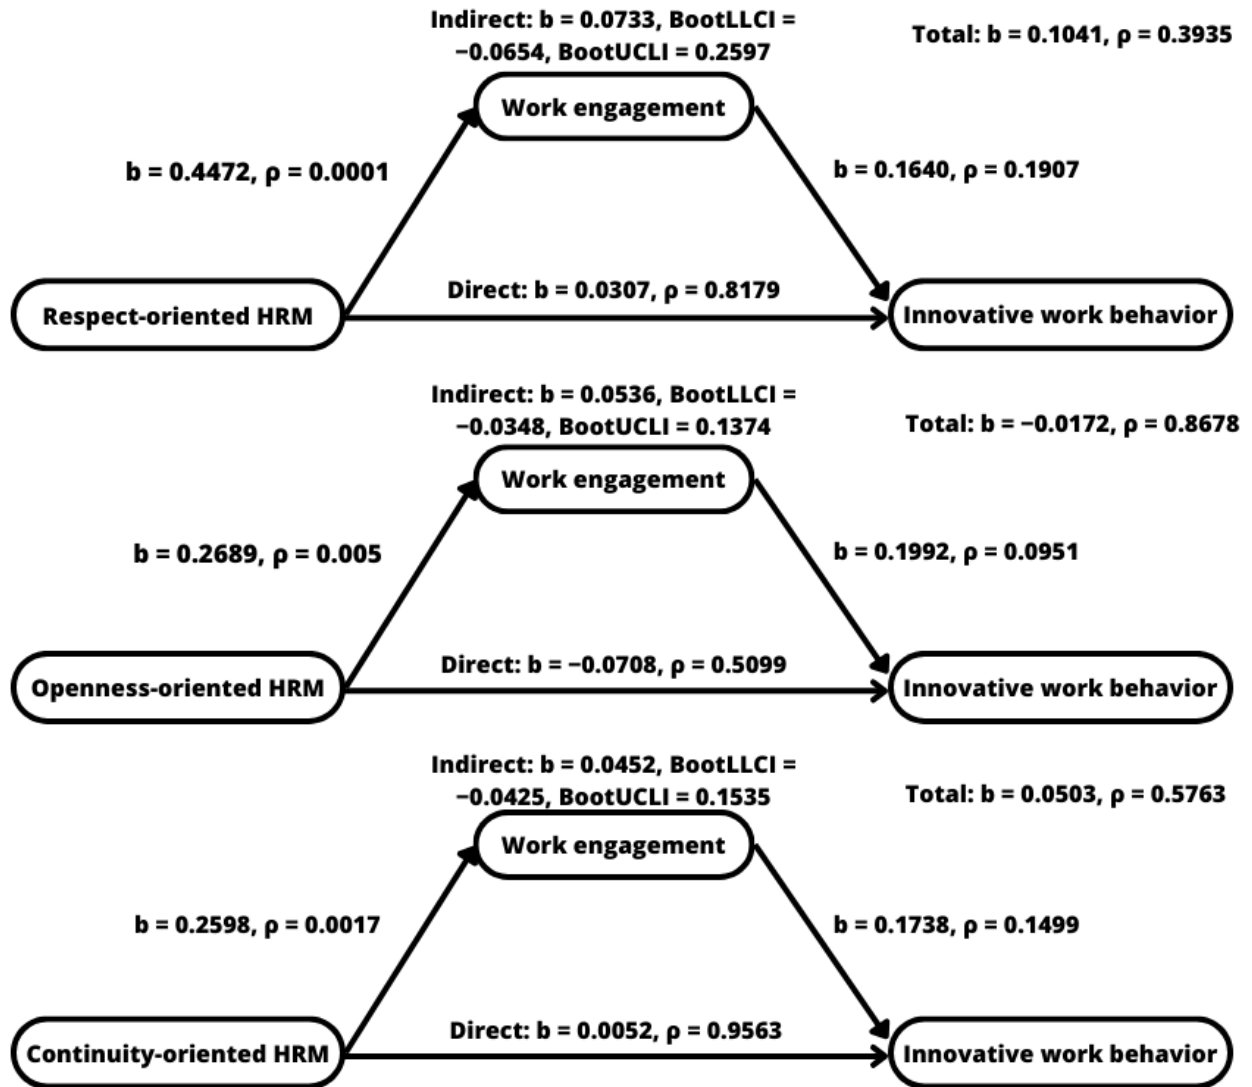 Indirect: b = 0.0733, BootLLCI =
−0.0654, BootUCLI = 0.2597
Total: b = 0.1041, ρ = 0.3935
Work engagement
b = 0.4472, ρ = 0.0001
b = 0.1640, ρ = 0.1907
Direct: b = 0.0307, ρ = 0.8179
Respect-oriented HRM
Innovative work behavior
Indirect: b = 0.0536, BootLLCI =
−0.0348, BootUCLI = 0.1374
Total: b = −0.0172, ρ = 0.8678
Work engagement
b = 0.2689, ρ = 0.005
b = 0.1992, ρ = 0.0951
Direct: b = −0.0708, ρ = 0.5099
Openness-oriented HRM
Innovative work behavior
Indirect: b = 0.0452, BootLLCI =
−0.0425, BootUCLI = 0.1535
Total: b = 0.0503, ρ = 0.5763
Work engagement
b = 0.2598, ρ = 0.0017
b = 0.1738, ρ = 0.1499
Direct: b = 0.0052, ρ = 0.9563
Continuity-oriented HRM
Innovative work behavior